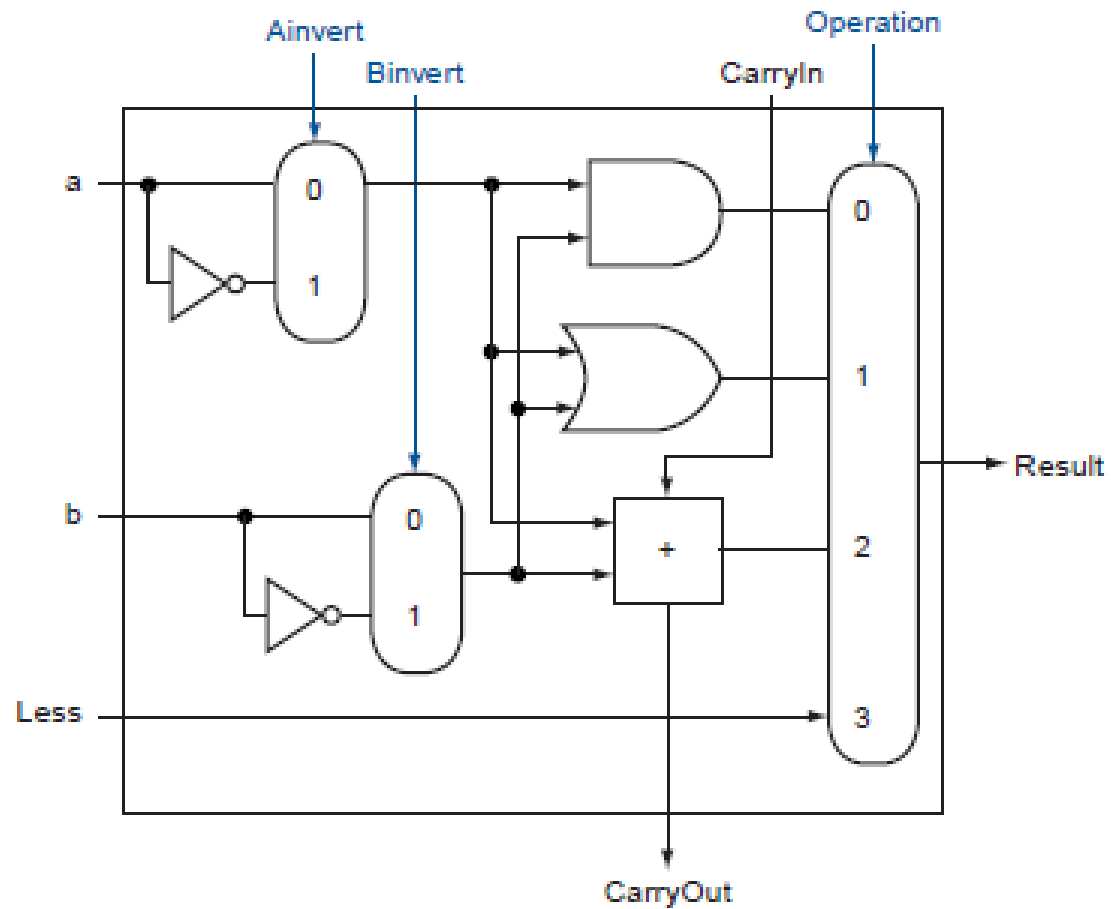 Operation
Ainvert
Binvert
CarryIn
a
0
0
1
1
b
0
2
Result
+
1
Less
3
CarryOut